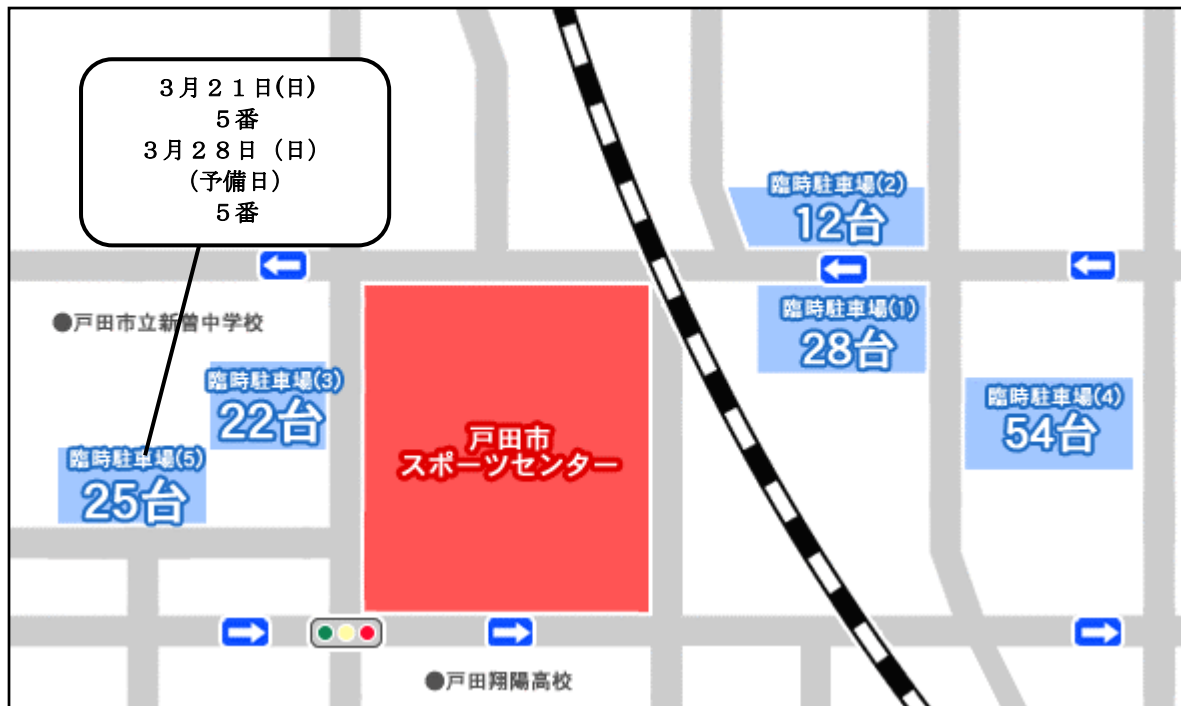 ３月２１日(日)
５番
３月２８日（日）
(予備日)
５番
臨時駐車場(2)
12台
●戸田市立新曽中学校
臨時駐車場(1)
28台
臨時駐車場(3)
22台
臨時駐車場(4)
54台
戸田市
スポーツセンター
臨時駐車場(5)
25台
●戸田翔陽高校